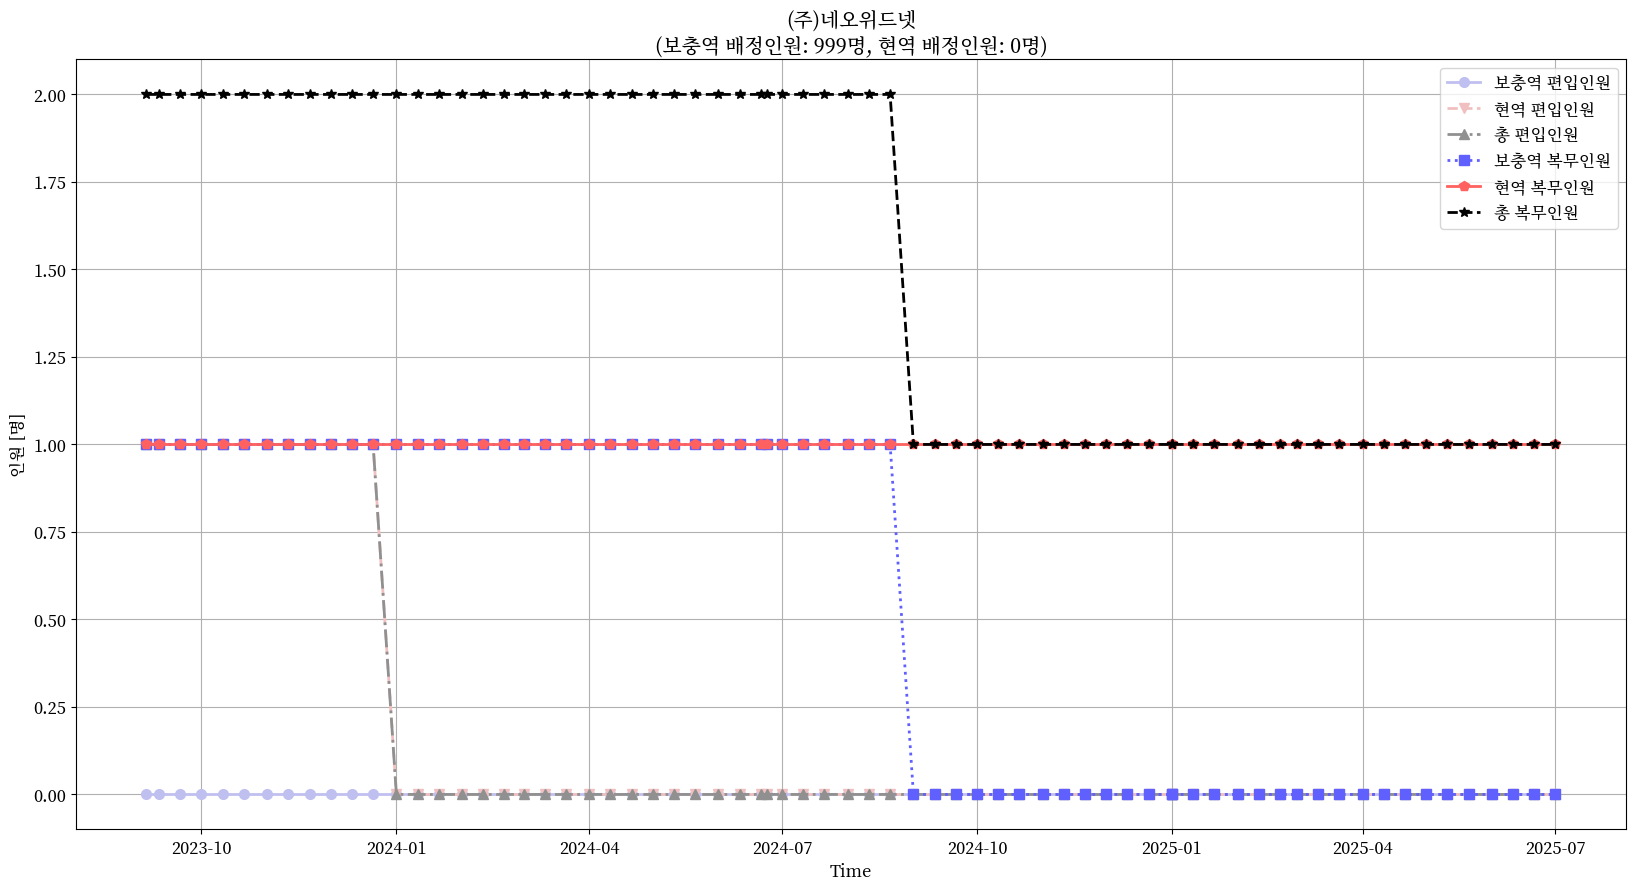 (주)네오위드넷
(보충역 배정인원: 999명, 현역 배정인원: 0명)
보충역 편입인원
현역 편입인원
총 편입인원
보충역 복무인원
현역 복무인원
총 복무인원
인원 [명]
2.00
1.75
1.50
1.25
1.00
0.75
0.50
0.25
0.00
2023-10 2024-01 2024-04 2024-07 2024-10 2025-01 2025-04 2025-07
Time